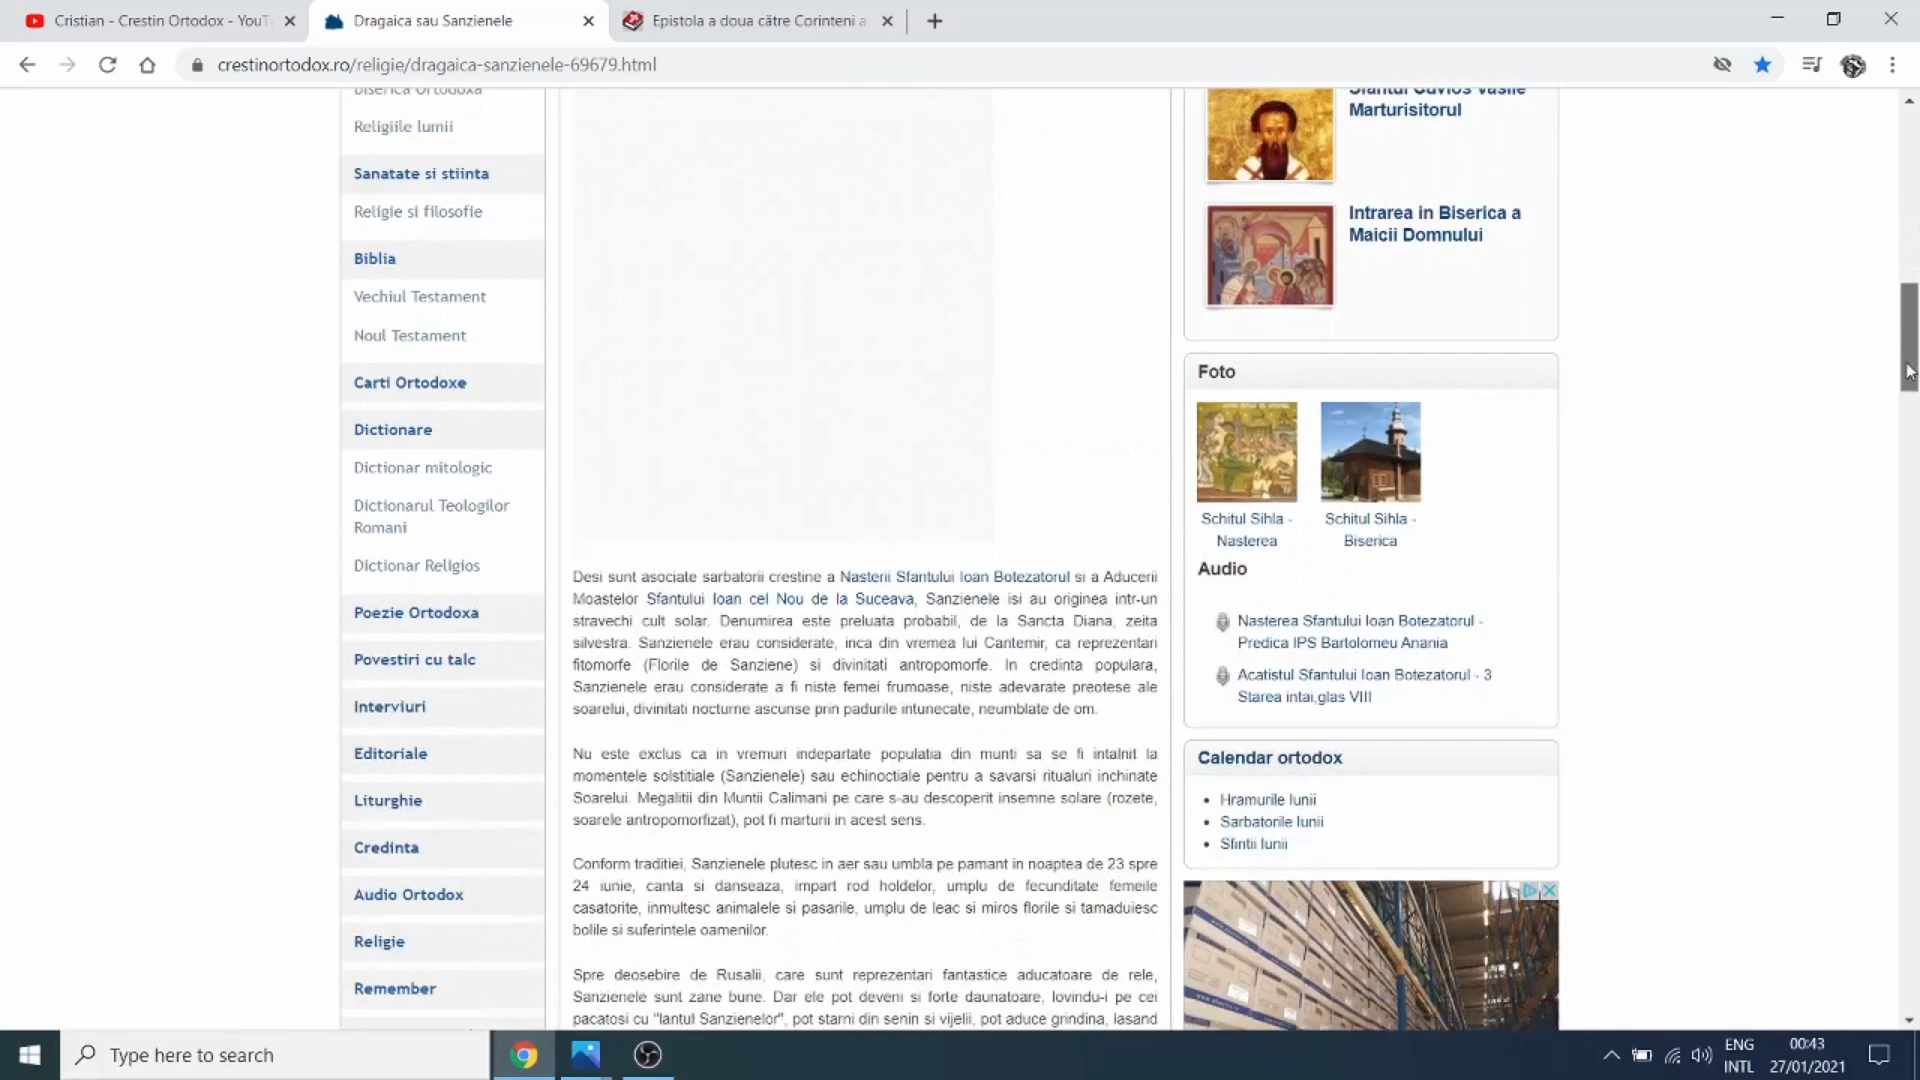 Cristian - Crestin Ortodox - YouT
Dragaica sau Sanzienele
Epistola a doua către Corinteni a
crestinortodox.ro/religie/dragaica-sanzienele-69679.html
Biserica Ortodoxa
Religiile lumii
Sanatate si stiinta
Religie si filosofie
Biblia
Vechiul Testament
Noul Testament
Carti Ortodoxe
Dictionare
Dictionar mitologic
Dictionarul Teologilor
Romani
Dictionar Religios
Poezie Ortodoxa
Povestiri cu talc
Interviuri
Editoriale
Liturghie
Credinta
Audio Ortodox
Religie
Remember
Desi sunt asociate sarbatorii crestine a Nasterii Sfantului Ioan Botezatorul si a Aducerii
Moastelor Sfantului Ioan cel Nou de la Suceava, Sanzienele isi au originea intr-un
stravechi cult solar. Denumirea este preluata probabil, de la Sancta Diana, zeita
silvestra. Sanzienele erau considerate, inca din vremea lui Cantemir, ca reprezentari
fitomorfe (Florile de Sanziene) si divinitati antropomorfe. In credinta populara,
Sanzienele erau considerate a fi niste femei frumoase, niste adevarate preotese ale
soarelui, divinitati nocturne ascunse prin padurile intunecate, neumblate de om.
Nu este exclus ca in vremuri indepartate populatia din munti sa se fi intalnit la
momentele solstitiale (Sanzienele) sau echinoctiale pentru a savarsi ritualuri inchinate
Soarelui. Megalitii din Muntii Calimani pe care s-au descoperit insemne solare (rozete,
soarele antropomorfizat), pot fi marturii in acest sens.
Conform traditiei, Sanzienele plutesc in aer sau umbla pe pamant in noaptea de 23 spre
24 iunie, canta si danseaza, impart rod holdelor, umplu de fecunditate femeile
casatorite, inmultesc animalele si pasarile, umplu de leac si miros florile si tamaduiesc
bolile si suferintele oamenilor.
Spre deosebire de Rusalii, care sunt reprezentari fantastice aducatoare de rele,
Sanzienele sunt zane bune. Dar ele pot deveni si forte daunatoare, lovindu-i pe cei
pacatosi cu "lantul Sanzienelor", pot starni din senin si vijelii, pot aduce grindina, lasand
Sfantul Cuvios Vasile
Marturisitorul
Intrarea in Biserica a
Maicii Domnului
Foto
Schitul Sihla -
Nasterea
Schitul Sihla -
Biserica
Audio
Nasterea Sfantului Ioan Botezatorul -
Predica IPS Bartolomeu Anania
Acatistul Sfantului Ioan Botezatorul - 3
Starea intai,glas VIII
Calendar ortodox
Hramurile lunii
Sarbatorile lunii
Sfintii lunii
Type here to search
ENG
INTL
00:43
27/01/2021